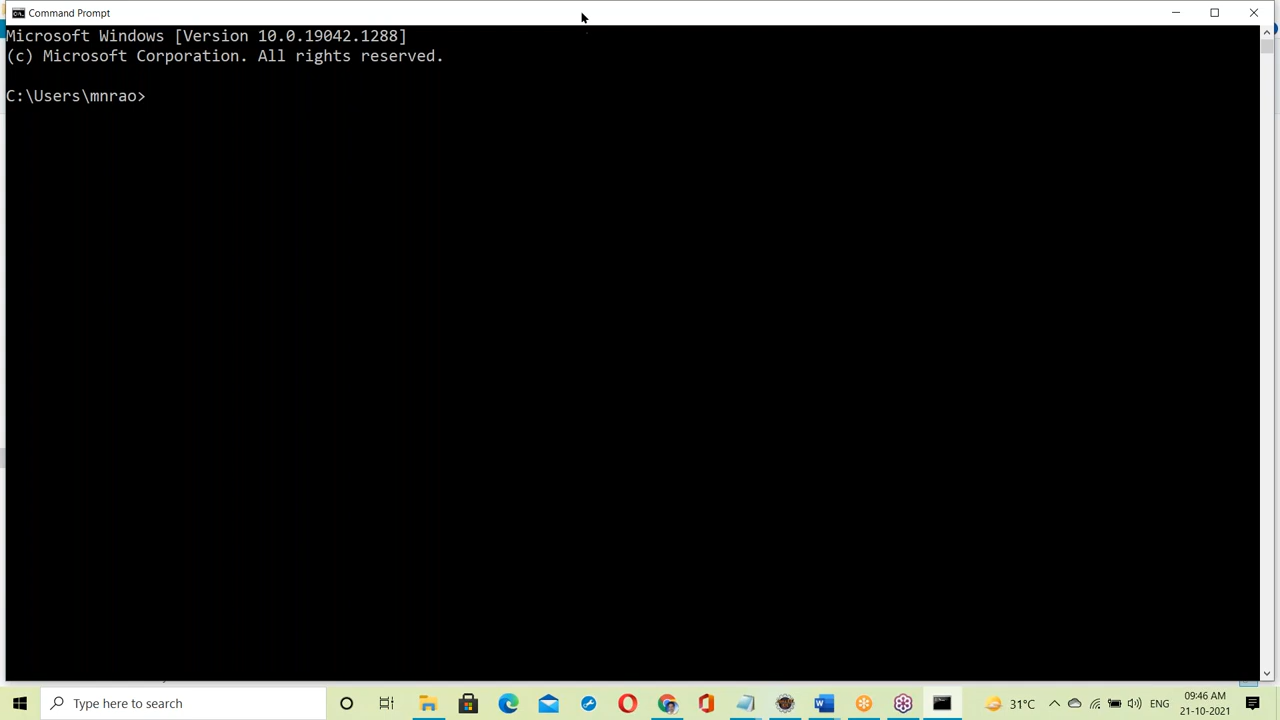 Command Prompt
Microsoft Windows [Version 10.0.19042.1288]
(c) Microsoft Corporation. All rights reserved.
C:\Users\mnrao>
Type here to search
31°C
ENG
09:46 AM
21-10-2021